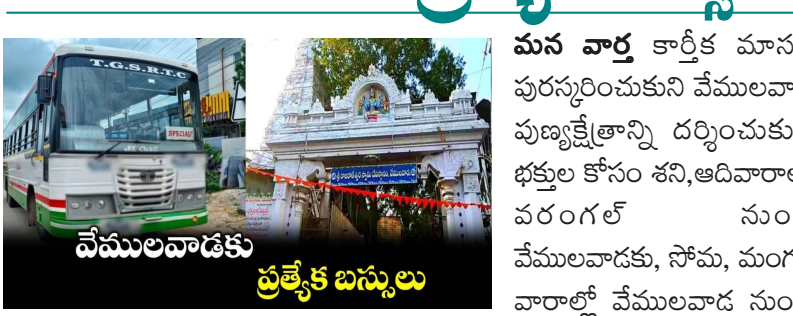 T.G.S.R.T.C
SPECIAL
వేములవాడకు
ప్రత్యేక బస్సులు
మన వార్త కార్తీక మాస
పురస్కరించుకుని వేములవా
పుణ్యక్షేత్రాన్ని దర్శించుకు
భక్తుల కోసం శని,ఆదివారాల
వరంగల్ నుం
వేములవాడకు, సోమ, మంగ
వారాల్లో వేములవాడ నుం